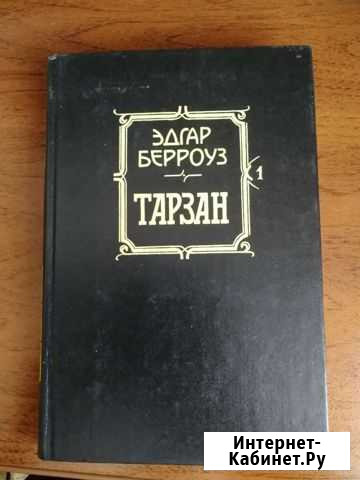 ЭДГАР
БЕРРОУЗ
ТАРЗАН
1
Интернет-
Кабинет.Ру